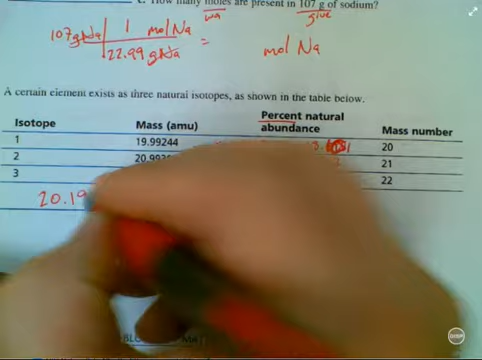 How many moles are present in 107 g of sodium?
107 g Na | 1 mol Na = mol Na
22.99 g Na
A certain element exists as three natural isotopes, as shown in the table below.
Isotope Mass (amu) Percent natural abundance Mass number
1 19.99244 20
2 21
3 22
20.19